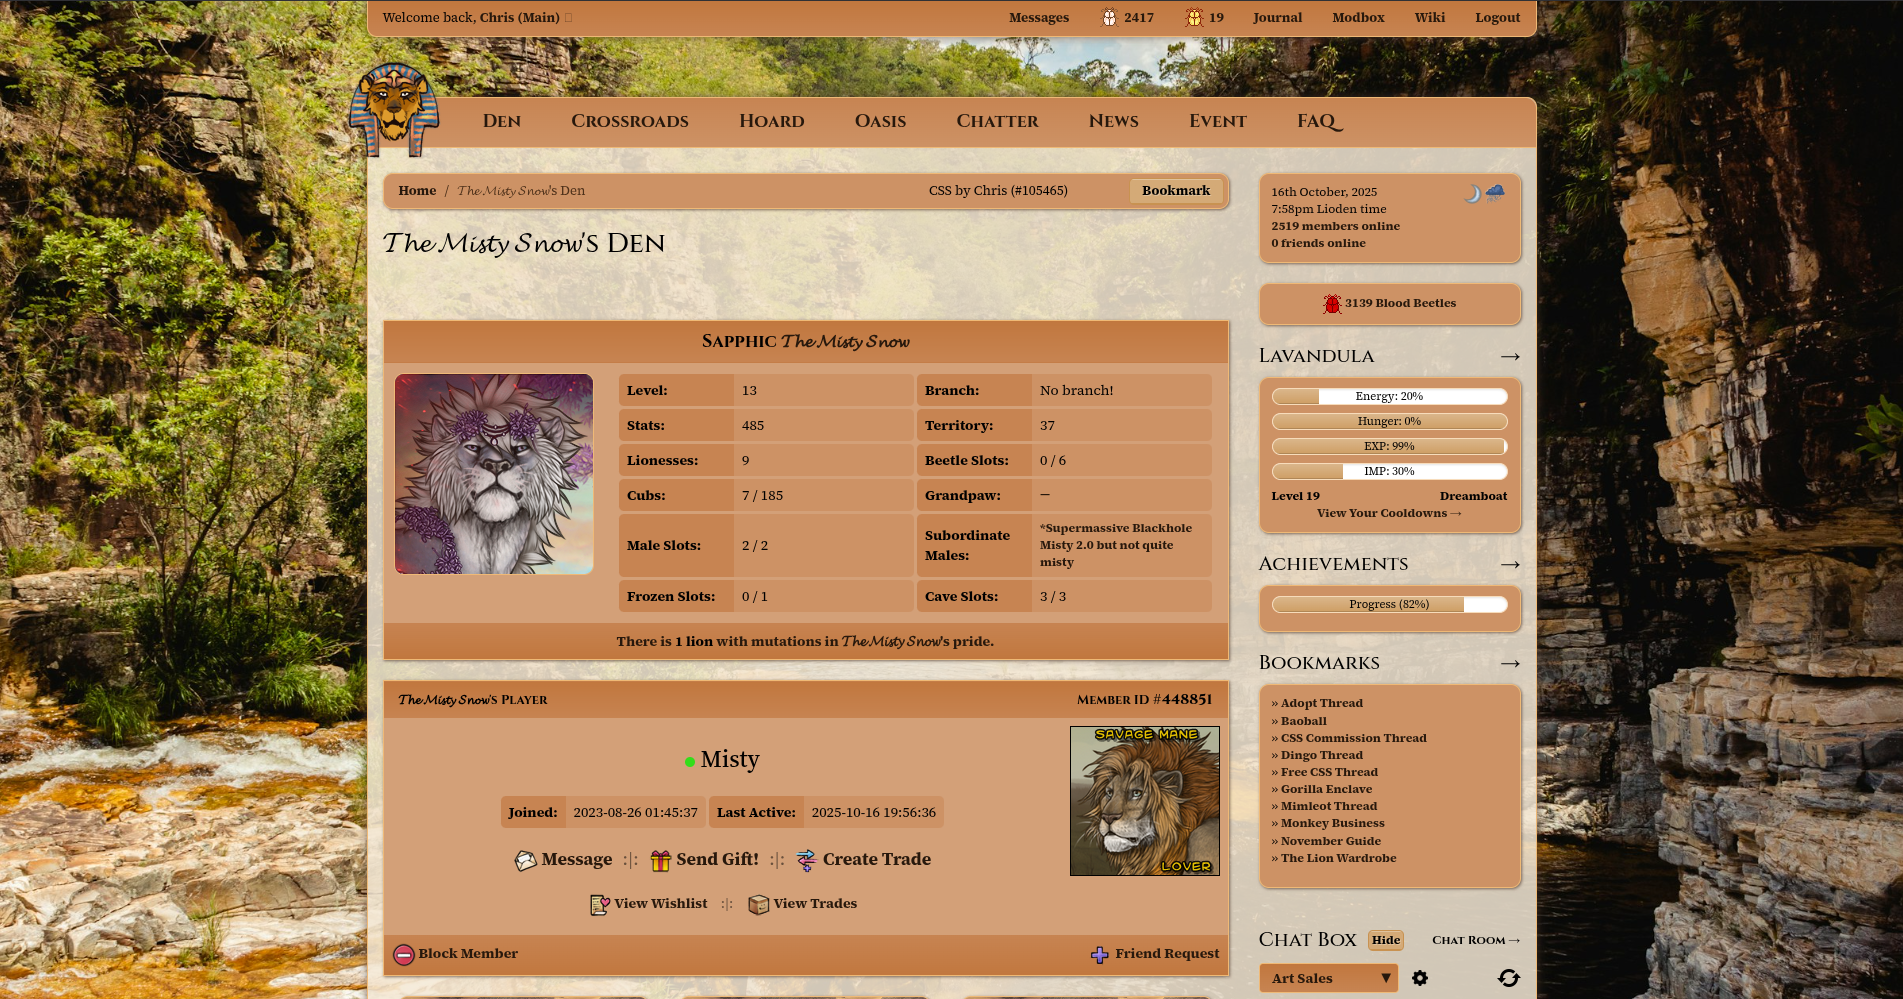 Welcome back, Chris (Main)
Messages 2417 19 Journal Modbox Wiki Logout
Den Crossroads Hoard Oasis Chatter News Event FAQ
Home / The Misty Snow's Den CSS by Chris (#105465) Bookmark
The Misty Snow's Den
Sapphic The Misty Snow
Level: 13 Branch: No branch!
Stats: 485 Territory: 37
Lionesses: 9 Beetle Slots: 0 / 6
Cubs: 7 / 185 Grandpaw: —
Male Slots: 2 / 2 Subordinate Males: *Supermassive Blackhole
Misty 2.0 but not quite
misty
Frozen Slots: 0 / 1 Cave Slots: 3 / 3
There is 1 lion with mutations in The Misty Snow's pride.
The Misty Snow's Player Member ID #448851
Misty
SAVAGE MANE
LOVER
Joined: 2023-08-26 01:45:37 Last Active: 2025-10-16 19:56:36
Message :|: Send Gift! :|: Create Trade
View Wishlist :|: View Trades
Block Member Friend Request
16th October, 2025
7:58pm Lioden time
2519 members online
0 friends online
3139 Blood Beetles
Lavandula →
Energy: 20%
Hunger: 0%
EXP: 99%
IMP: 30%
Level 19 Dreamboat
View Your Cooldowns →
Achievements →
Progress (82%)
Bookmarks →
» Adopt Thread
» Baoball
» CSS Commission Thread
» Dingo Thread
» Free CSS Thread
» Gorilla Enclave
» Mimleot Thread
» Monkey Business
» November Guide
» The Lion Wardrobe
Chat Box Hide Chat Room →
Art Sales ▼